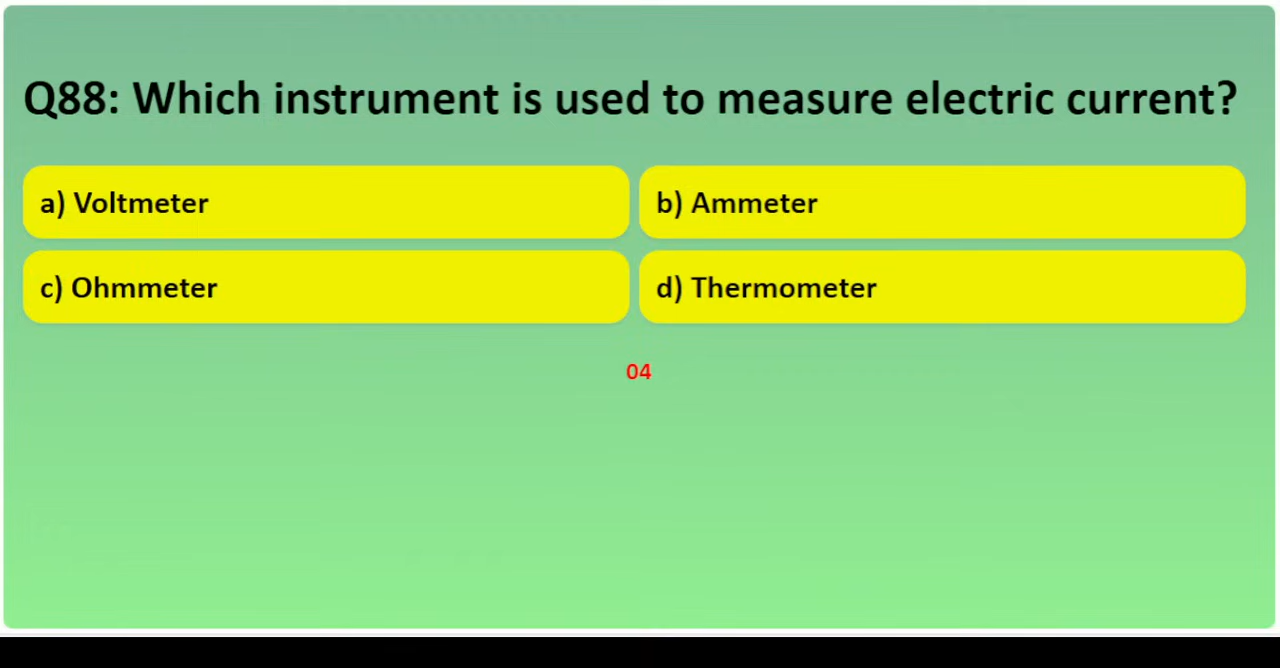 Q88: Which instrument is used to measure electric current?
a) Voltmeter
b) Ammeter
c) Ohmmeter
d) Thermometer
04